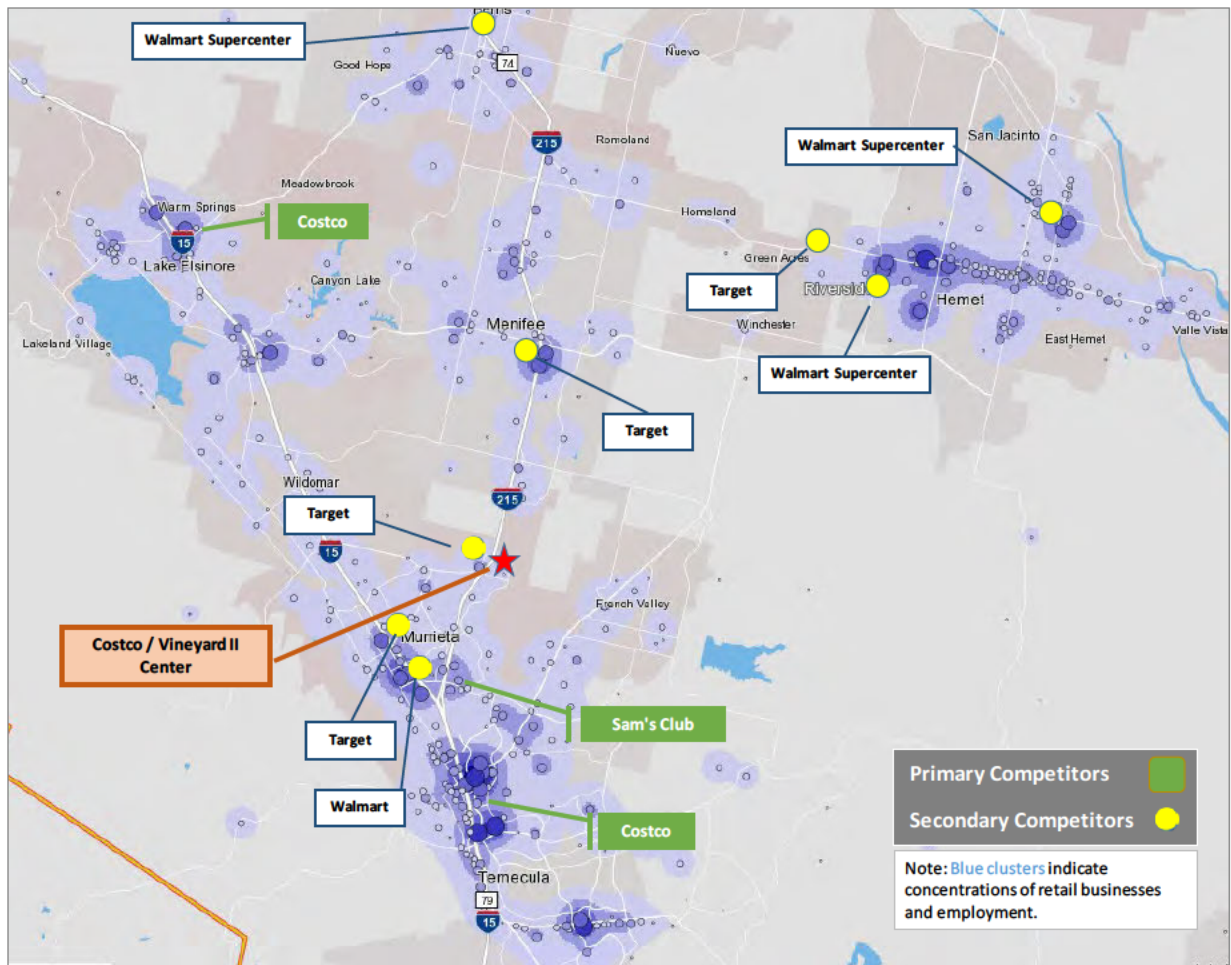 Perris
Walmart Supercenter
Nuevo
Good Hope
74
215
Romoland
San Jacinto
Walmart Supercenter
Meadowbrook
Warm Springs
Costco
Homeland
15
Green Acres
Lake Elsinore
Canyon Lake
Target
Riverside
Hemet
Menifee
Winchester
Lakeland Village
East Hemet
Valle Vista
Walmart Supercenter
Target
Wildomar
215
Target
15
French Valley
Costco / Vineyard II
Center
Murrieta
Sam's Club
Target
Walmart
Primary Competitors
Secondary Competitors
Costco
Note: Blue clusters indicate
concentrations of retail businesses
and employment.
Temecula
79
15